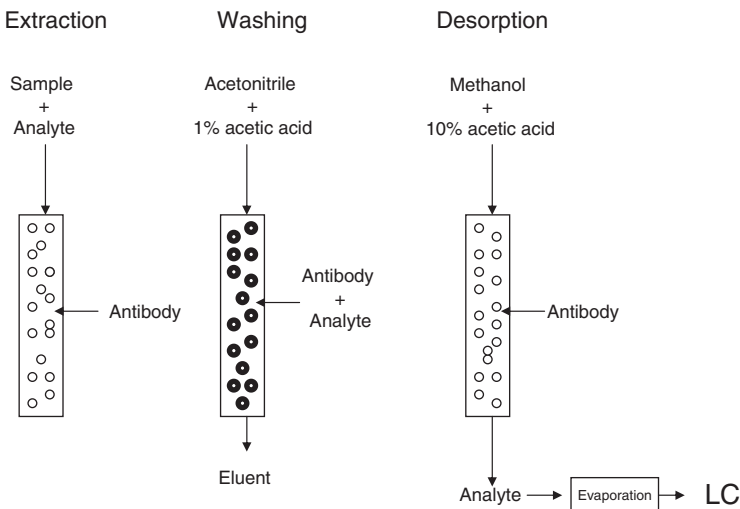 Extraction
Washing
Desorption
Sample
+
Analyte
Acetonitrile
+
1% acetic acid
Methanol
+
10% acetic acid
Antibody
Antibody
+
Analyte
Antibody
Eluent
Analyte
Evaporation
LC